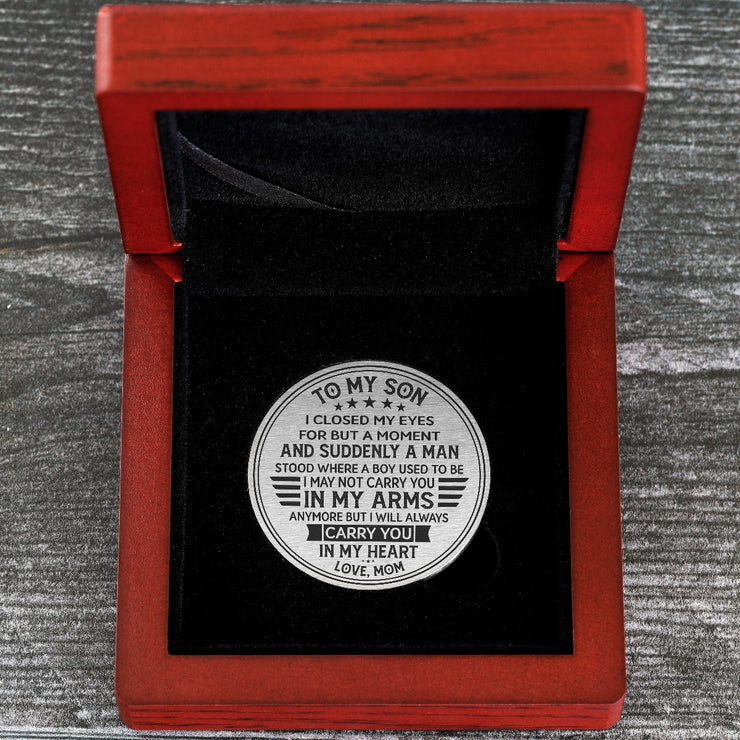 TO MY SON
I CLOSED MY EYES
FOR BUT A MOMENT
AND SUDDENLY A MAN
STOOD WHERE A BOY USED TO BE
I MAY NOT CARRY YOU
IN MY ARMS
ANYMORE BUT I WILL ALWAYS
CARRY YOU
IN MY HEART
LOVE, MOM